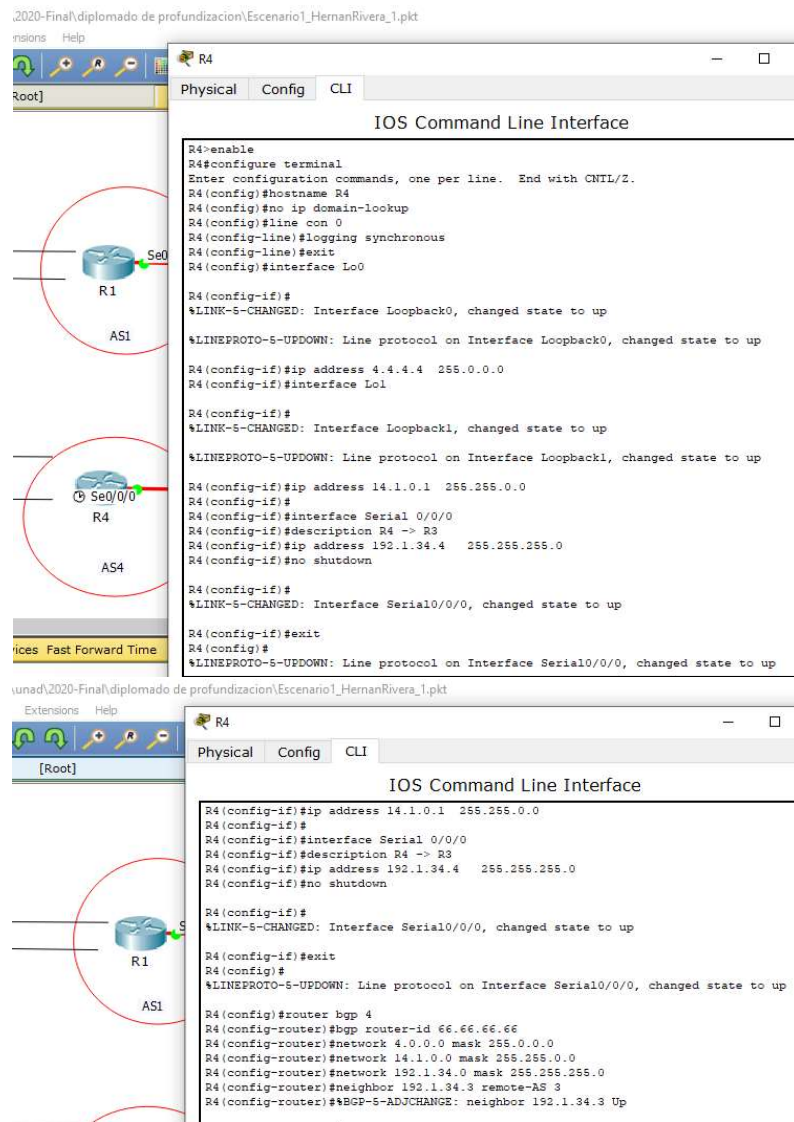 .2020-Final\diplomado de profundizacion\Escenario1_HernanRivera_1.pkt
nsions Help
R4
Physical Config CLI
Root]
IOS Command Line Interface
R4>enable
R4#configure terminal
Enter configuration commands, one per line. End with CNTL/Z.
R4(config)#hostname R4
R4(config)#no ip domain-lookup
R4(config)#line con 0
R4(config-line)#logging synchronous
R4(config-line)#exit
R4(config)#interface Lo0
R4(config-if)#
%LINK-5-CHANGED: Interface Loopback0, changed state to up
%LINEPROTO-5-UPDOWN: Line protocol on Interface Loopback0, changed state to up
R4(config-if)#ip address 4.4.4.4 255.0.0.0
R4(config-if)#interface Lo1
R4(config-if)#
%LINK-5-CHANGED: Interface Loopback1, changed state to up
%LINEPROTO-5-UPDOWN: Line protocol on Interface Loopback1, changed state to up
R4(config-if)#ip address 14.1.0.1 255.255.0.0
R4(config-if)#
R4(config-if)#interface Serial 0/0/0
R4(config-if)#description R4 -> R3
R4(config-if)#ip address 192.1.34.4 255.255.255.0
R4(config-if)#no shutdown
R4(config-if)#
%LINK-5-CHANGED: Interface Serial0/0/0, changed state to up
R4(config-if)#exit
R4(config)#
%LINEPROTO-5-UPDOWN: Line protocol on Interface Serial0/0/0, changed state to up
Se0
R1
AS1
Se0/0/0
R4
AS4
ices Fast Forward Time
\unad\2020-Final\diplomado de profundizacion\Escenario1_HernanRivera_1.pkt
Extensions Help
R4
Physical Config CLI
[Root]
IOS Command Line Interface
R4(config-if)#ip address 14.1.0.1 255.255.0.0
R4(config-if)#
R4(config-if)#interface Serial 0/0/0
R4(config-if)#description R4 -> R3
R4(config-if)#ip address 192.1.34.4 255.255.255.0
R4(config-if)#no shutdown
R4(config-if)#
%LINK-5-CHANGED: Interface Serial0/0/0, changed state to up
R4(config-if)#exit
R4(config)#
%LINEPROTO-5-UPDOWN: Line protocol on Interface Serial0/0/0, changed state to up
R4(config)#router bgp 4
R4(config-router)#bgp router-id 66.66.66.66
R4(config-router)#network 4.0.0.0 mask 255.0.0.0
R4(config-router)#network 14.1.0.0 mask 255.255.0.0
R4(config-router)#network 192.1.34.0 mask 255.255.255.0
R4(config-router)#neighbor 192.1.34.3 remote-AS 3
R4(config-router)#%BGP-5-ADJCHANGE: neighbor 192.1.34.3 Up
S
R1
AS1